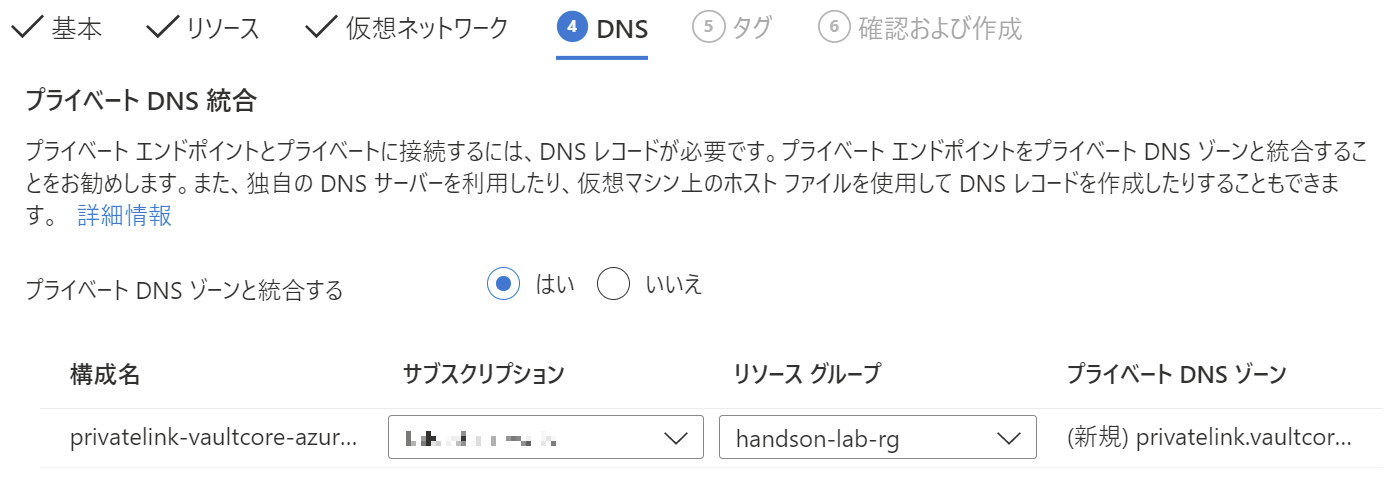 基本 リソース 仮想ネットワーク 4 DNS 5 タグ 6 確認および作成
プライベート DNS 統合
プライベート エンドポイントとプライベートに接続するには、DNS レコードが必要です。プライベート エンドポイントをプライベート DNS ゾーンと統合するこ
とをお勧めします。また、独自の DNS サーバーを利用したり、仮想マシン上のホスト ファイルを使用して DNS レコードを作成したりすることもできま
す。 詳細情報
プライベート DNS ゾーンと統合する はい いいえ
構成名 サブスクリプション リソース グループ プライベート DNS ゾーン
privatelink-vaultcore-azur... handson-lab-rg (新規) privatelink.vaultcor...